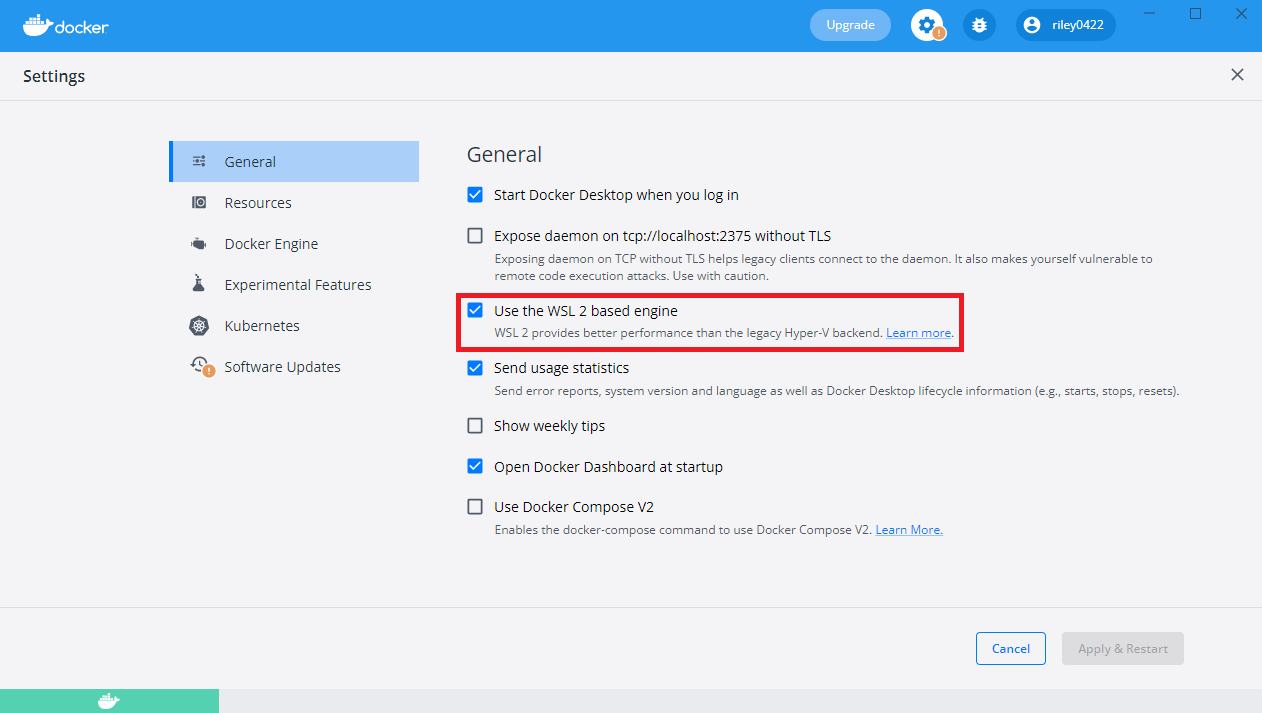 docker
Upgrade
riley0422
Settings
General
Resources
Docker Engine
Experimental Features
Kubernetes
Software Updates
General
Start Docker Desktop when you log in
Expose daemon on tcp://localhost:2375 without TLS
Exposing daemon on TCP without TLS helps legacy clients connect to the daemon. It also makes yourself vulnerable to
remote code execution attacks. Use with caution.
Use the WSL 2 based engine
WSL 2 provides better performance than the legacy Hyper-V backend. Learn more.
Send usage statistics
Send error reports, system version and language as well as Docker Desktop lifecycle information (e.g., starts, stops, resets).
Show weekly tips
Open Docker Dashboard at startup
Use Docker Compose V2
Enables the docker-compose command to use Docker Compose V2. Learn More.
Cancel
Apply & Restart